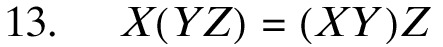 13. X(YZ) = (XY)Z